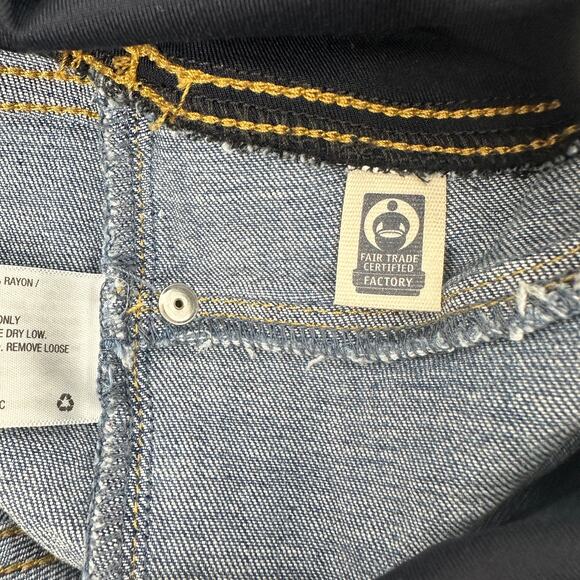 RAYON /
ONLY
DRY LOW.
REMOVE LOOSE
C
FAIR TRADE
CERTIFIED
FACTORY